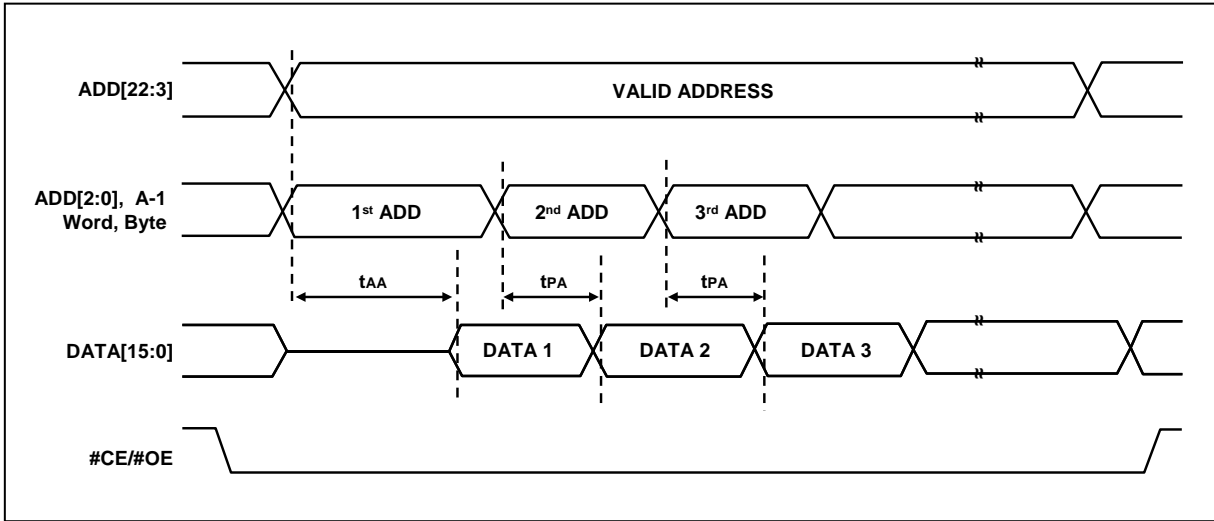 ADD[22:3]
VALID ADDRESS
ADD[2:0], A-1
Word, Byte
1st ADD
2nd ADD
3rd ADD
tAA
tPA
tPA
DATA[15:0]
DATA 1
DATA 2
DATA 3
#CE/#OE